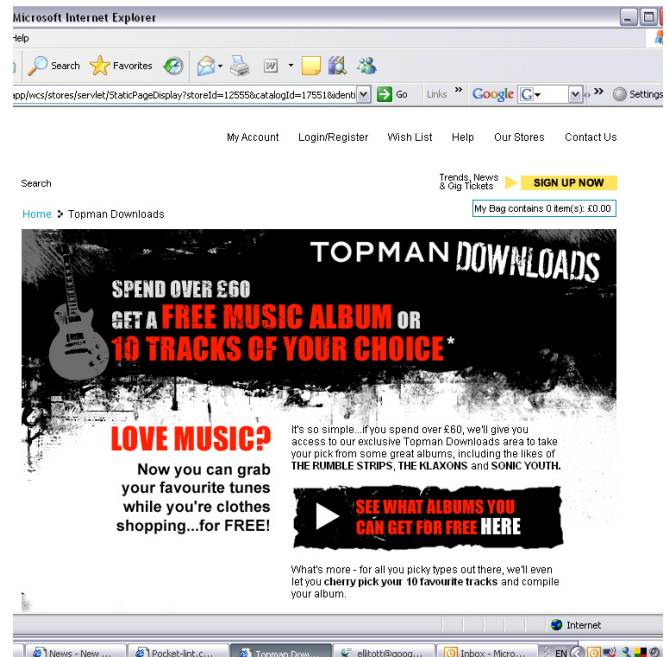 Microsoft Internet Explorer
Help
Search Favorites
app/wcs/stores/servlet/StaticPageDisplay?storeId=12555&catalogId=17551&identi Go Links » Google G » Settings
My Account Login/Register Wish List Help Our Stores Contact Us
Trends, News
Search & Gig Tickets SIGN UP NOW
My Bag contains 0 item(s): £0.00
Home > Topman Downloads
TOPMAN DOWNLOADS
SPEND OVER £60
GET A FREE MUSIC ALBUM OR
10 TRACKS OF YOUR CHOICE*
LOVE MUSIC?
Now you can grab
your favourite tunes
while you're clothes
shopping...for FREE!
It's so simple...if you spend over £60, we'll give you
access to our exclusive Topman Downloads area to take
your pick from some great albums, including the likes of
THE RUMBLE STRIPS, THE KLAXONS and SONIC YOUTH.
SEE WHAT ALBUMS YOU
CAN GET FOR FREE HERE
What's more - for all you picky types out there, we'll even
let you cherry pick your 10 favourite tracks and compile
your album.
Internet
News - New ... Pocket-lint.c... Topman Dow... ellitott@goog... Inbox - Micro... EN